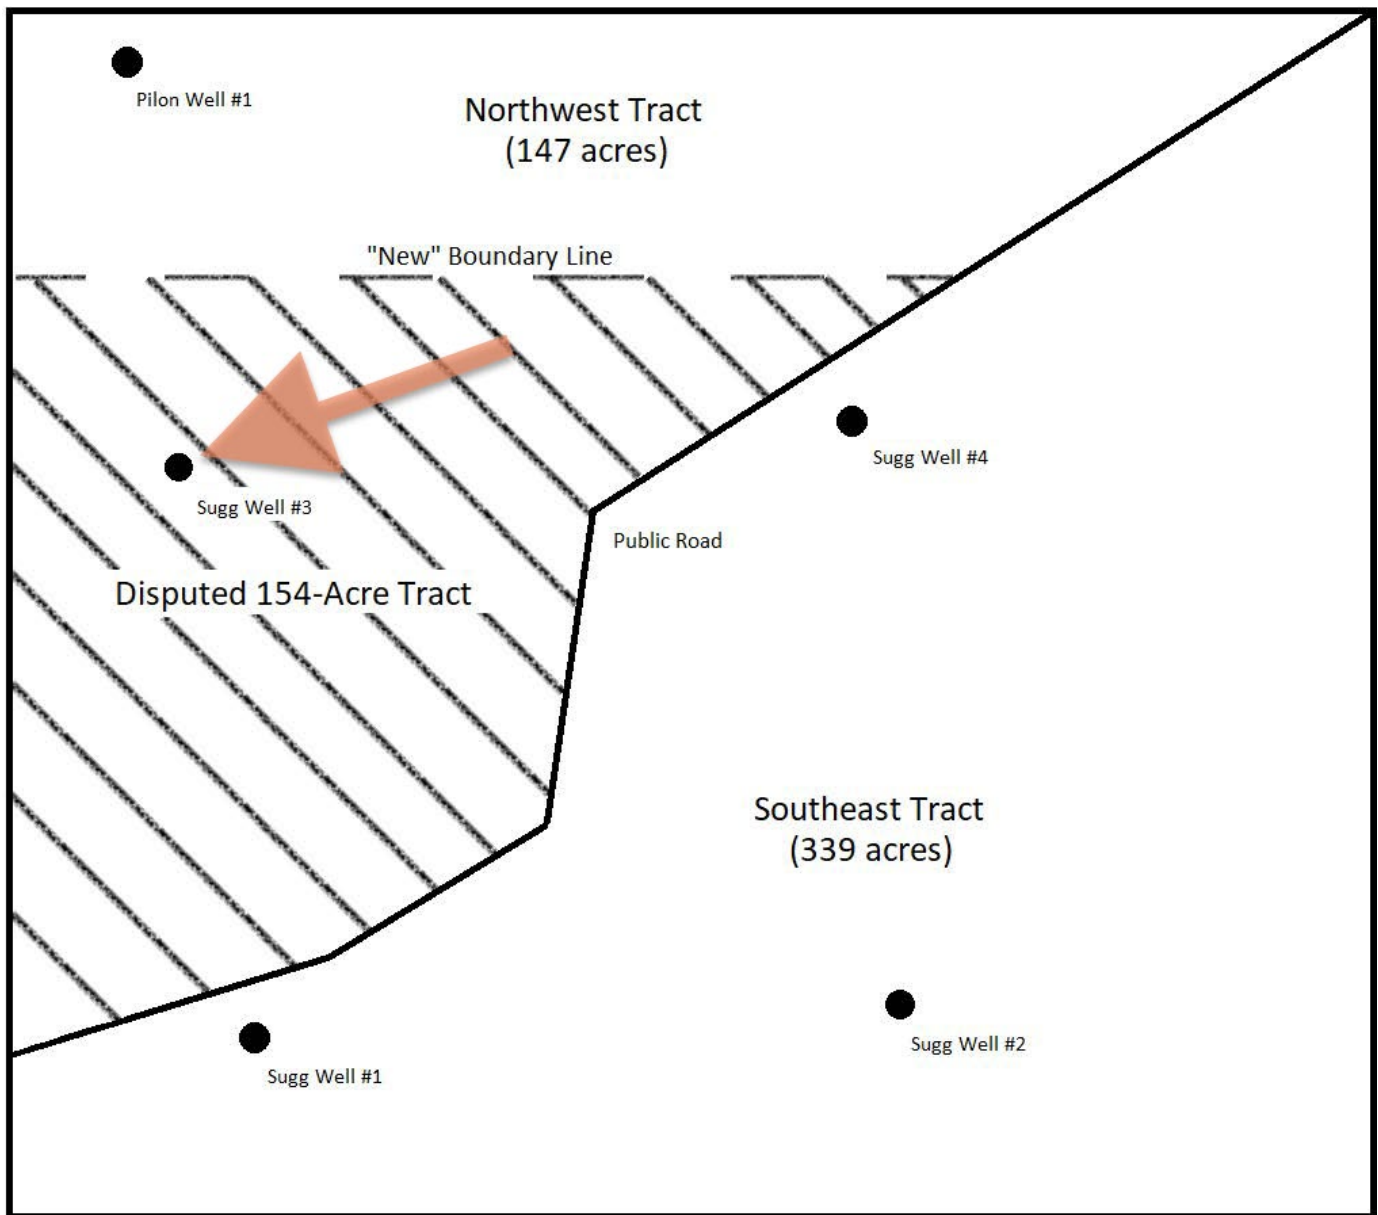 Pilon Well #1
Northwest Tract
(147 acres)
"New" Boundary Line
Sugg Well #4
Sugg Well #3
Public Road
Disputed 154-Acre Tract
Southeast Tract
(339 acres)
Sugg Well #2
Sugg Well #1